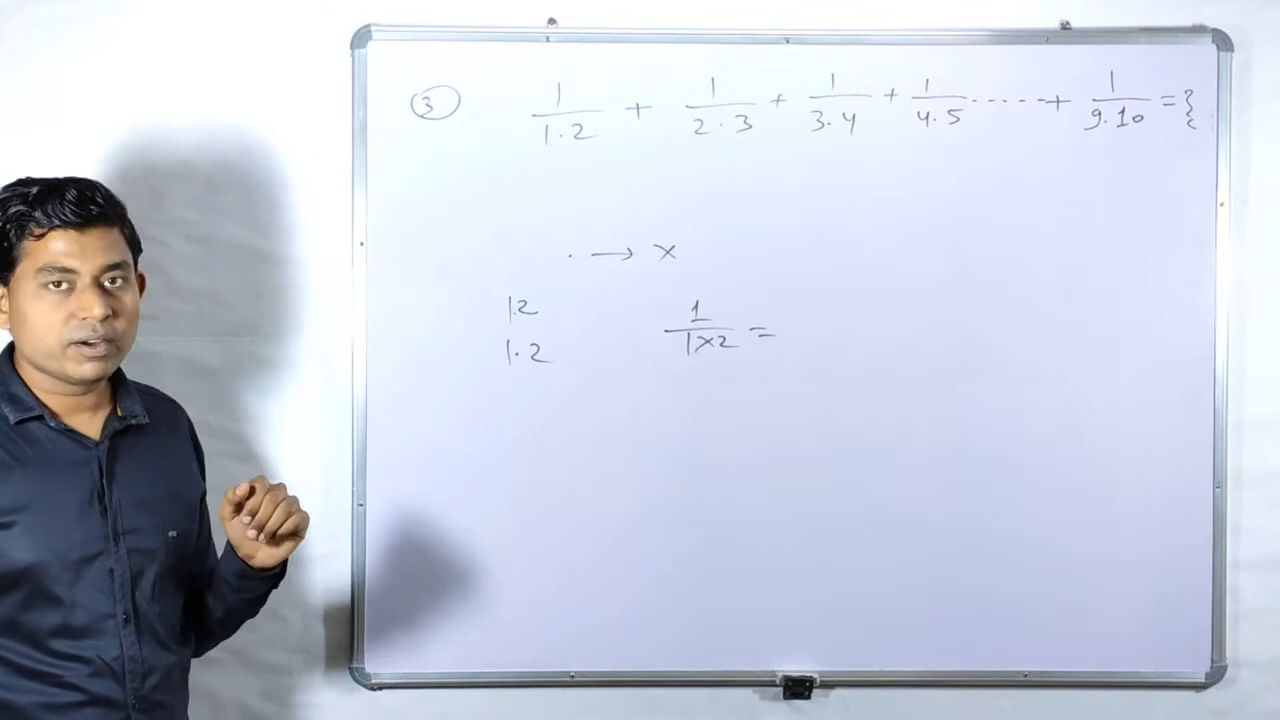 ③ 1/1·2 + 1/2·3 + 1/3·4 + 1/4·5 ------+ 1/9·10 = }
· → ×
1.2
1·2
1/1×2 =